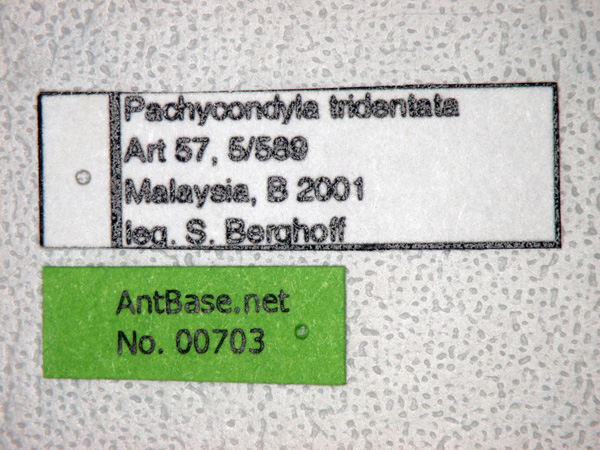 Pachycondyla tridentata
Art 57, 5/589
Malaysia, B 2001
leg. S. Berghoff
AntBase.net
No. 00703